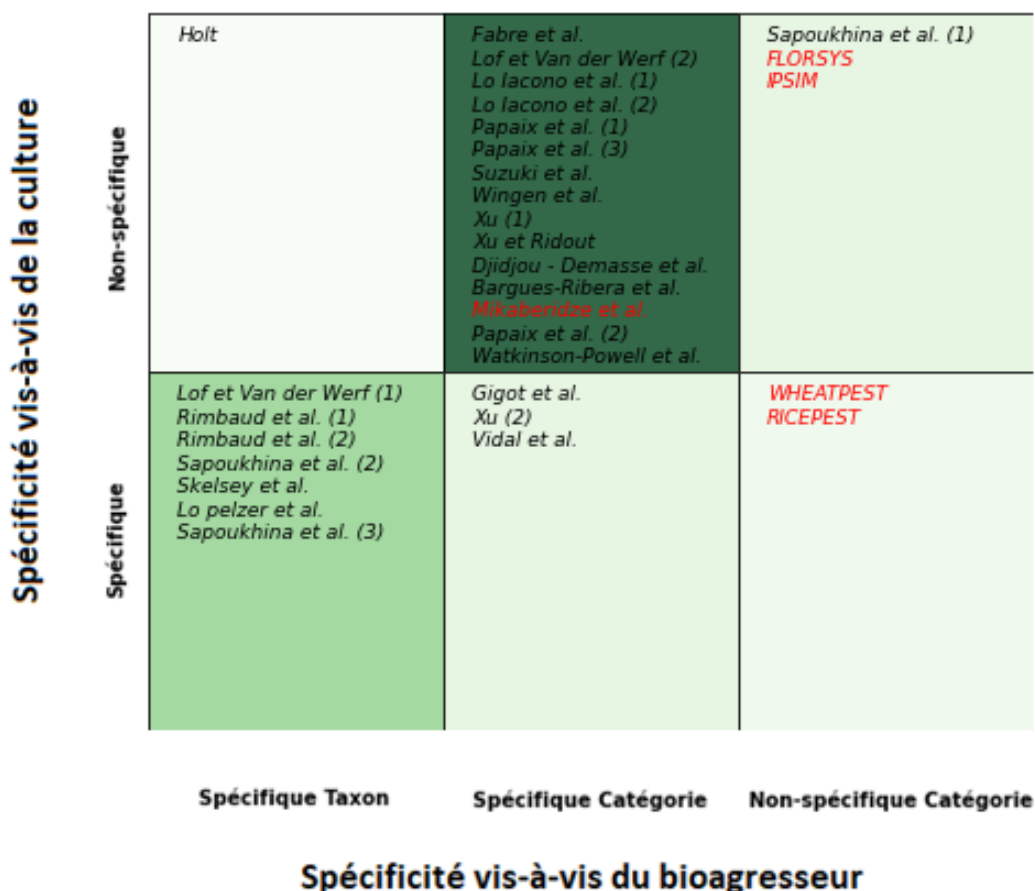 Spécificité vis-à-vis de la culture
Non-spécifique
Holt
Fabre et al.
Lof et Van der Werf (2)
Lo Iacono et al. (1)
Lo Iacono et al. (2)
Papaix et al. (1)
Papaix et al. (3)
Suzuki et al.
Wingen et al.
Xu (1)
Xu et Ridout
Djidjou - Demasse et al.
Bargues-Ribera et al.
Mikaberidze et al.
Papaix et al. (2)
Watkinson-Powell et al.
Sapoukhina et al. (1)
FLORSYS
IPSIM
Spécifique
Lof et Van der Werf (1)
Rimbaud et al. (1)
Rimbaud et al. (2)
Sapoukhina et al. (2)
Skelsey et al.
Lo pelzer et al.
Sapoukhina et al. (3)
Gigot et al.
Xu (2)
Vidal et al.
WHEATPEST
RICEPEST
Spécifique Taxon
Spécifique Catégorie
Non-spécifique Catégorie
Spécificité vis-à-vis du bioagresseur